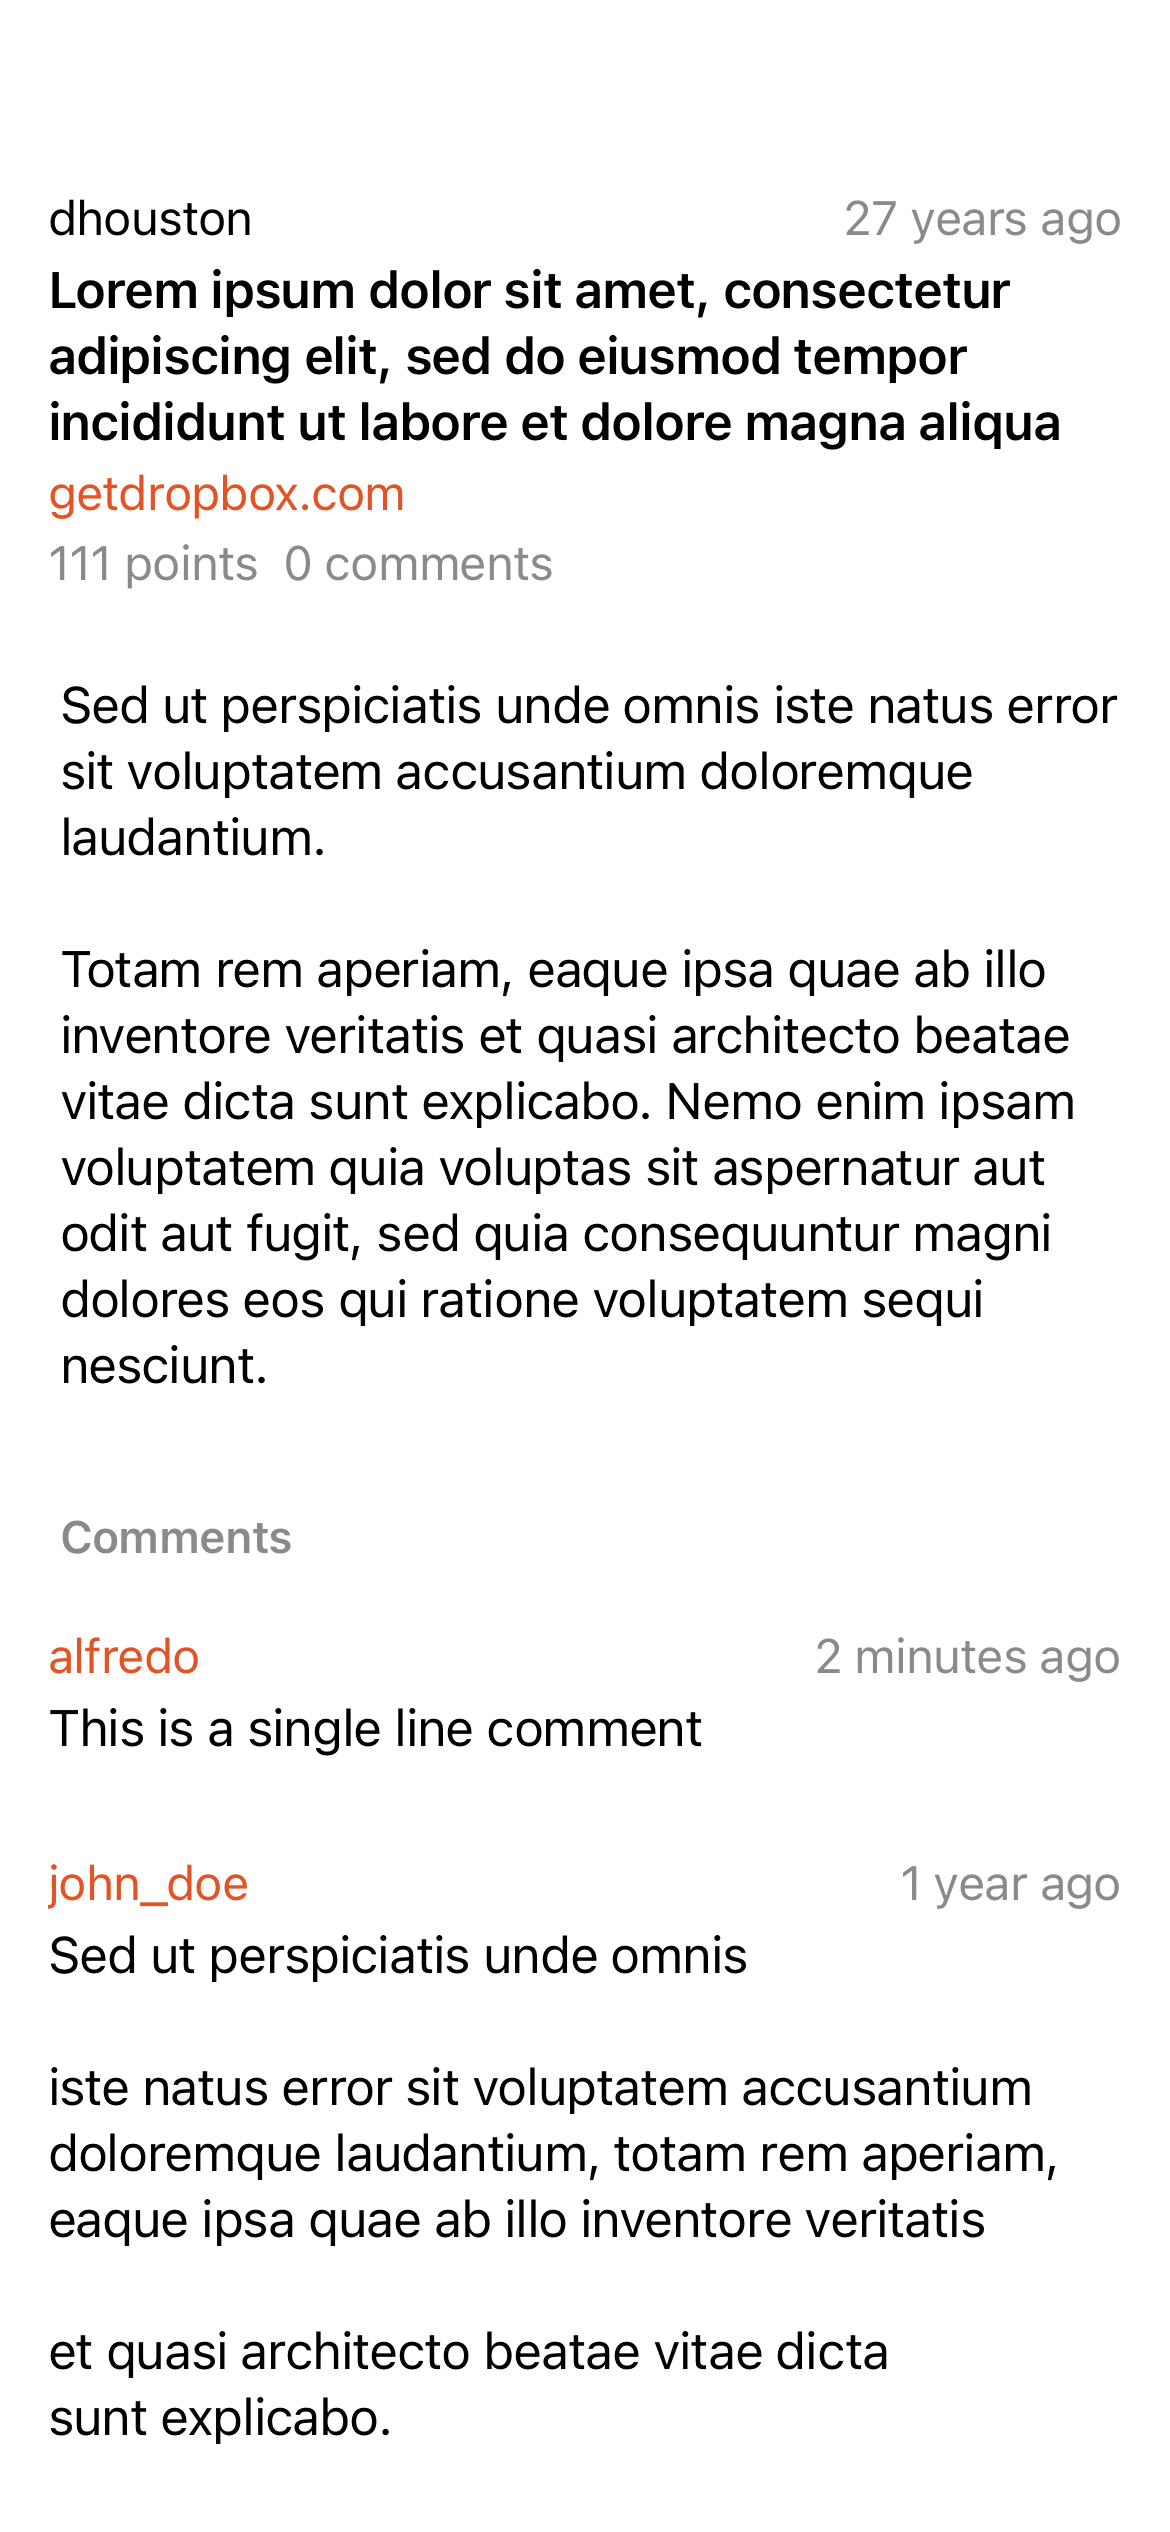 dhouston 27 years ago
Lorem ipsum dolor sit amet, consectetur
adipiscing elit, sed do eiusmod tempor
incididunt ut labore et dolore magna aliqua
getdropbox.com
111 points 0 comments
Sed ut perspiciatis unde omnis iste natus error
sit voluptatem accusantium doloremque
laudantium.
Totam rem aperiam, eaque ipsa quae ab illo
inventore veritatis et quasi architecto beatae
vitae dicta sunt explicabo. Nemo enim ipsam
voluptatem quia voluptas sit aspernatur aut
odit aut fugit, sed quia consequuntur magni
dolores eos qui ratione voluptatem sequi
nesciunt.
Comments
alfredo 2 minutes ago
This is a single line comment
john_doe 1 year ago
Sed ut perspiciatis unde omnis
iste natus error sit voluptatem accusantium
doloremque laudantium, totam rem aperiam,
eaque ipsa quae ab illo inventore veritatis
et quasi architecto beatae vitae dicta
sunt explicabo.